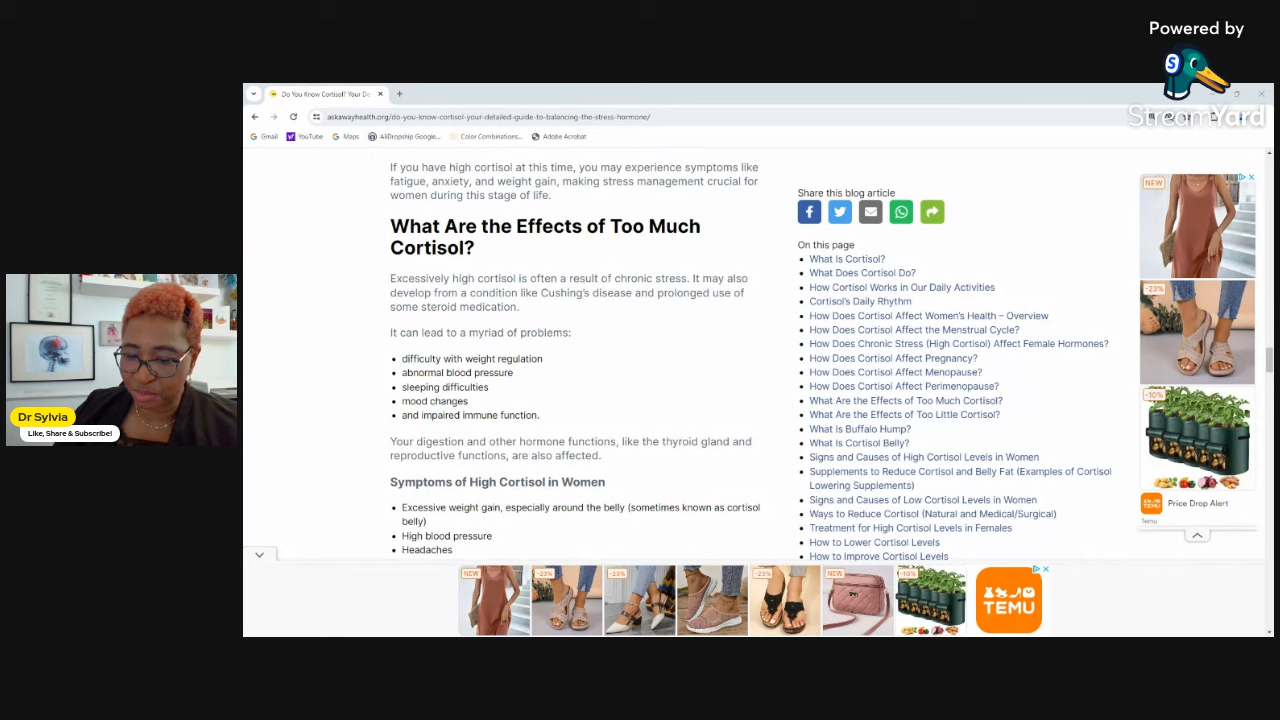 Powered by
S
StreamYard
Do You Know Cortisol? Your De
askawayhealth.org/do-you-know-cortisol-your-detailed-guide-to-balancing-the-stress-hormone/
Gmail
YouTube
Maps
AliDropship Google...
Color Combinations...
Adobe Acrobat
If you have high cortisol at this time, you may experience symptoms like
fatigue, anxiety, and weight gain, making stress management crucial for
women during this stage of life.
What Are the Effects of Too Much
Cortisol?
Excessively high cortisol is often a result of chronic stress. It may also
develop from a condition like Cushing's disease and prolonged use of
some steroid medication.
It can lead to a myriad of problems:
difficulty with weight regulation
abnormal blood pressure
sleeping difficulties
mood changes
and impaired immune function.
Your digestion and other hormone functions, like the thyroid gland and
reproductive functions, are also affected.
Symptoms of High Cortisol in Women
Excessive weight gain, especially around the belly (sometimes known as cortisol
belly)
High blood pressure
Headaches
Share this blog article
On this page
What Is Cortisol?
What Does Cortisol Do?
How Cortisol Works in Our Daily Activities
Cortisol's Daily Rhythm
How Does Cortisol Affect Women's Health – Overview
How Does Cortisol Affect the Menstrual Cycle?
How Does Chronic Stress (High Cortisol) Affect Female Hormones?
How Does Cortisol Affect Pregnancy?
How Does Cortisol Affect Menopause?
How Does Cortisol Affect Perimenopause?
What Are the Effects of Too Much Cortisol?
What Are the Effects of Too Little Cortisol?
What Is Buffalo Hump?
What Is Cortisol Belly?
Signs and Causes of High Cortisol Levels in Women
Supplements to Reduce Cortisol and Belly Fat (Examples of Cortisol
Lowering Supplements)
Signs and Causes of Low Cortisol Levels in Women
Ways to Reduce Cortisol (Natural and Medical/Surgical)
Treatment for High Cortisol Levels in Females
How to Lower Cortisol Levels
How to Improve Cortisol Levels
NEW
-23%
-10%
TEMU
Price Drop Alert
Temu
NEW
-23%
-23%
-23%
NEW
-10%
TEMU
Dr Sylvia
Like, Share & Subscribe!